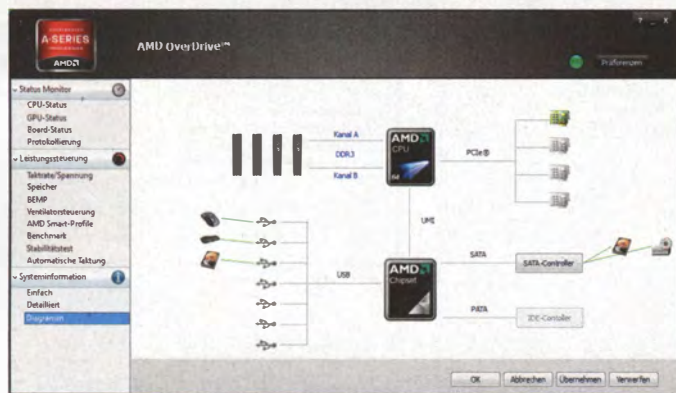 A-SERIES
AMD
AMD OverDrive™
? _ X
Präferenzen
Status Monitor
CPU-Status
GPU-Status
Board-Status
Protokollierung
Leistungssteuerung
Taktrate/Spannung
Speicher
BEMP
Ventilatorsteuerung
AMD Smart-Profile
Benchmark
Stabilitätstest
Automatische Taktung
Systeminformation
Einfach
Detailliert
Diagramm
Kanal A
DDR3
Kanal B
AMD
CPU
64
PCIe®
UMI
USB
AMD
Chipset
SATA
SATA-Controller
PATA
IDE-Controller
OK
Abbrechen
Übernehmen
Verwerfen